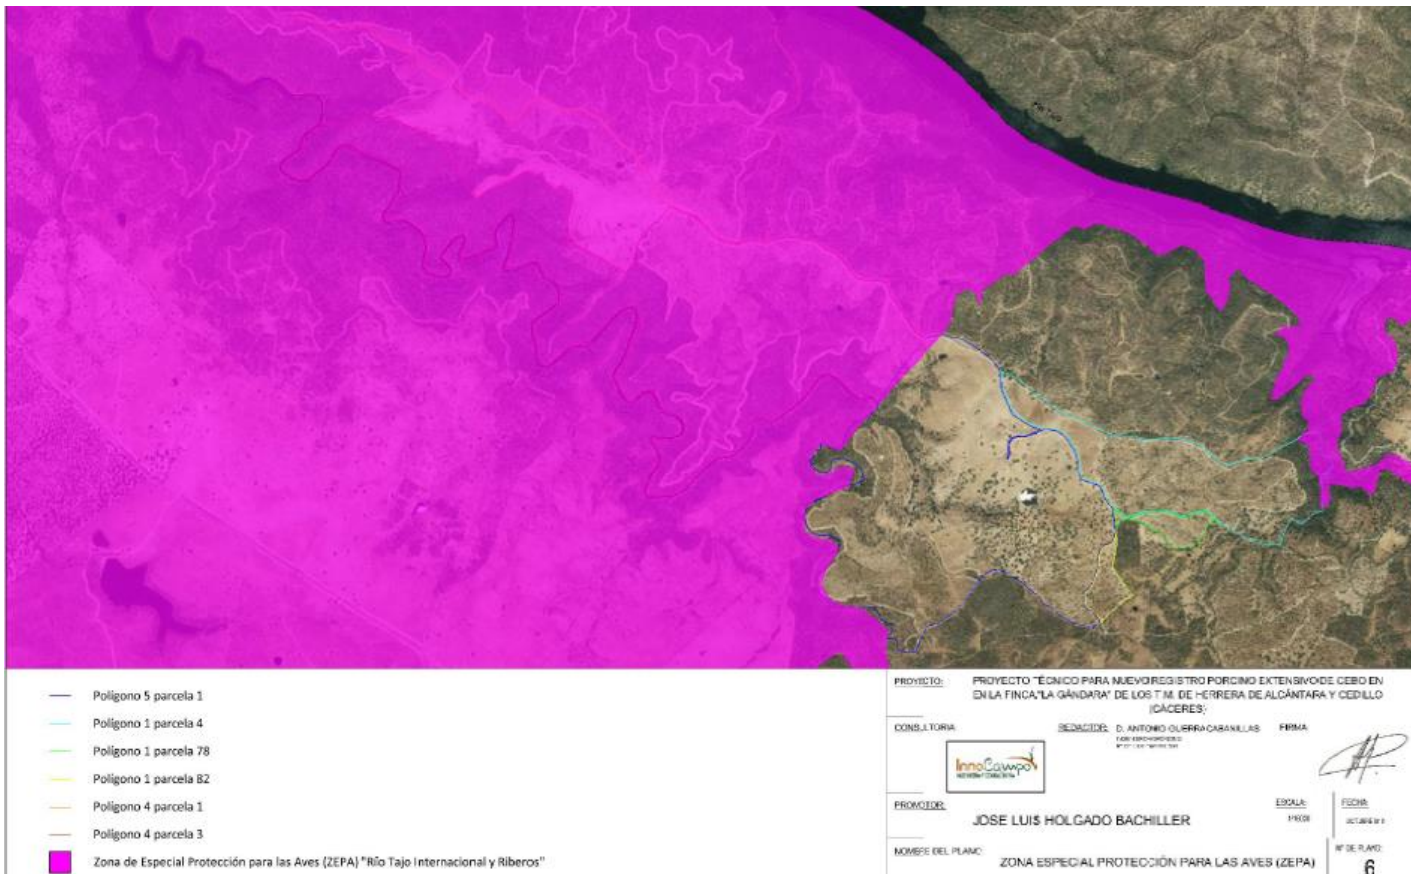 Río Tajo
Polígono 5 parcela 1
Polígono 1 parcela 4
Polígono 1 parcela 78
Polígono 1 parcela 82
Polígono 4 parcela 1
Polígono 4 parcela 3
Zona de Especial Protección para las Aves (ZEPA) "Río Tajo Internacional y Riberos"
PROYECTO: PROYECTO TÉCNICO PARA NUEVO REGISTRO PORCINO EXTENSIVO DE CEBO EN
EN LA FINCA "LA GÁNDARA" DE LOS T.M. DE HERRERA DE ALCÁNTARA Y CEDILLO
(CÁCERES)
CONSULTORIA: REDACTOR: D. ANTONIO GUERRA CABANILLAS FIRMA:
InnoCampo
PROMOTOR: ESCALA: FECHA:
JOSE LUIS HOLGADO BACHILLER
NOMBRE DEL PLANO: Nº DE PLANO:
ZONA ESPECIAL PROTECCIÓN PARA LAS AVES (ZEPA) 6